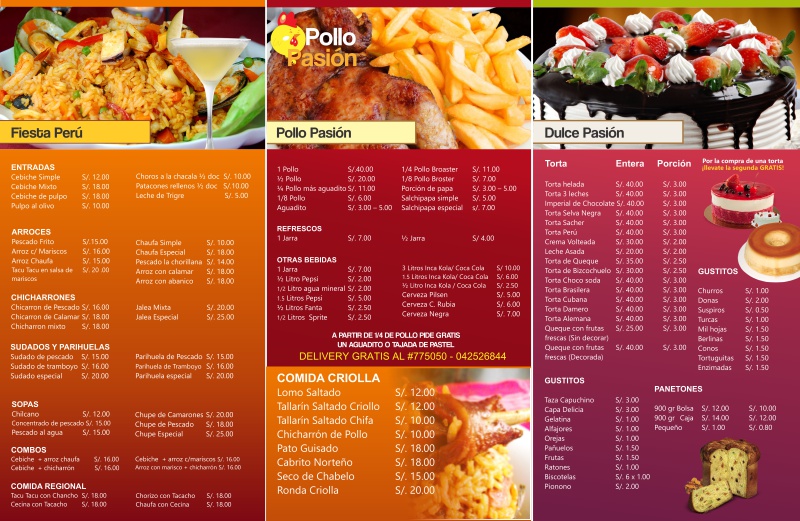 Fiesta Perú
ENTRADAS
Cebiche Simple S/. 12.00
Cebiche Mixto S/. 18.00
Cebiche de pulpo S/. 18.00
Pulpo al olivo S/. 10.00
Choros a la chacala ½ doc S/. 10.00
Patacones rellenos ½ doc S/.10.00
Leche de Trigre S/. 5.00
ARROCES
Pescado Frito S/.15.00
Arroz c/ Mariscos S/. 16.00
Arroz Chaufa S/. 15.00
Tacu Tacu en salsa de mariscos S/. 20 .00
Chaufa Simple S/. 10.00
Chaufa Especial S/. 18.00
Pescado la chorillana S/. 14.00
Arroz con calamar S/. 18.00
Arroz con abanico S/. 18.00
CHICHARRONES
Chicarron de Pescado S/. 16.00
Chicarron de Calamar S/. 18.00
Chicharron mixto S/. 18.00
Jalea Mixta S/. 20.00
Jalea Especial S/. 25.00
SUDADOS Y PARIHUELAS
Sudado de pescado S/. 15.00
Sudado de tramboyo S/. 16.00
Sudado especial S/. 20.00
Parihuela de Pescado S/. 15.00
Parihuela de Tramboyo S/. 16.00
Parihuela especial S/. 20.00
SOPAS
Chilcano S/. 12.00
Concentrado de pescado S/. 15.00
Pescado al agua S/. 15.00
Chupe de Camarones S/. 20.00
Chupe de Pescado S/. 18.00
Chupe Especial S/. 25.00
COMBOS
Cebiche + arroz chaufa S/. 16.00
Cebiche + chicharrón S/. 16.00
Cebiche + arroz c/mariscos S/. 16.00
Arroz con marisco + chicharrón S/. 16.00
COMIDA REGIONAL
Tacu Tacu con Chancho S/. 18.00
Cecina con Tacacho S/. 18.00
Chorizo con Tacacho S/. 18.00
Chaufa con Cecina S/. 18.00
Pollo
Pasión
Pollo Pasión
1 Pollo S/.40.00
½ Pollo S/. 20.00
¼ Pollo más aguadito S/. 11.00
1/8 Pollo S/. 6.00
Aguadito S/. 3.00 – 5.00
1/4 Pollo Broaster S/. 11.00
1/8 Pollo Broster S/. 7.00
Porción de papa S/. 3.00 – 5.00
Salchipapa simple S/. 5.00
Salchipapa especial s/. 7.00
REFRESCOS
1 Jarra S/. 7.00
½ Jarra S/ 4.00
OTRAS BEBIDAS
1 Jarra S/. 7.00
½ Litro Pepsi S/. 2.00
1/2 Litro agua mineral S/. 2.00
1.5 Litros Pepsi S/. 5.00
½ Litros Fanta S/. 2.50
1/2 Litros Sprite S/. 2.50
3 Litros Inca Kola/ Coca Cola S/. 10.00
1.5 Litros Inca Kola/ Coca Cola S/. 6.00
½ Litro Inca Kola / Coca Cola S/. 2.50
Cerveza Pilsen S/. 5.00
Cerveza C. Rubia S/. 6.00
Cerveza Negra S/. 7.00
A PARTIR DE 1/4 DE POLLO PIDE GRATIS
UN AGUADITO O TAJADA DE PASTEL
DELIVERY GRATIS AL #775050 - 042526844
COMIDA CRIOLLA
Lomo Saltado S/. 12.00
Tallarín Saltado Criollo S/. 12.00
Tallarín Saltado Chifa S/. 10.00
Chicharrón de Pollo S/. 10.00
Pato Guisado S/. 18.00
Cabrito Norteño S/. 18.00
Seco de Chabelo S/. 15.00
Ronda Criolla S/. 20.00
Dulce Pasión
Torta Entera Porción
Torta helada S/. 40.00 S/. 3.00
Torta 3 leches S/. 40.00 S/. 3.00
Imperial de Chocolate S/. 40.00 S/. 3.00
Torta Selva Negra S/. 40.00 S/. 3.00
Torta Sacher S/. 40.00 S/. 3.00
Torta Perú S/. 40.00 S/. 3.00
Crema Volteada S/. 30.00 S/. 2.00
Leche Asada S/. 20.00 S/. 2.00
Torta de Queque S/. 35.00 S/. 2.50
Torta de Bizcochuelo S/. 30.00 S/. 2.50
Torta Choco soda S/. 40.00 S/. 3.00
Torta Brasilera S/. 40.00 S/. 3.00
Torta Cubana S/. 40.00 S/. 3.00
Torta Damero S/. 40.00 S/. 3.00
Torta Alemana S/. 40.00 S/. 3.00
Queque con frutas S/. 25.00 S/. 3.00
frescas (Sin decorar)
Queque con frutas S/. 40.00 S/. 3.00
frescas (Decorada)
Por la compra de una torta
¡llevate la segunda GRATIS!
GUSTITOS
Churros S/. 1.00
Donas S/. 2.00
Suspiros S/. 0.50
Turcas S/. 1.00
Mil hojas S/. 1.50
Berlinas S/. 1.50
Conos S/. 1.50
Tortuguitas S/. 1.50
Enzimadas S/. 1.50
GUSTITOS
Taza Capuchino S/. 3.00
Capa Delicia S/. 3.00
Gelatina S/. 1.00
Alfajores S/. 1.00
Orejas S/. 1.00
Pañuelos S/. 1.50
Frutas S/. 1.50
Ratones S/. 1.00
Biscotelas S/. 6 x 1.00
Pionono S/. 2.00
PANETONES
900 gr Bolsa S/. 12.00 S/. 10.00
900 gr Caja S/. 14.00 S/. 12.00
Pequeño S/. 1.00 S/. 0.80